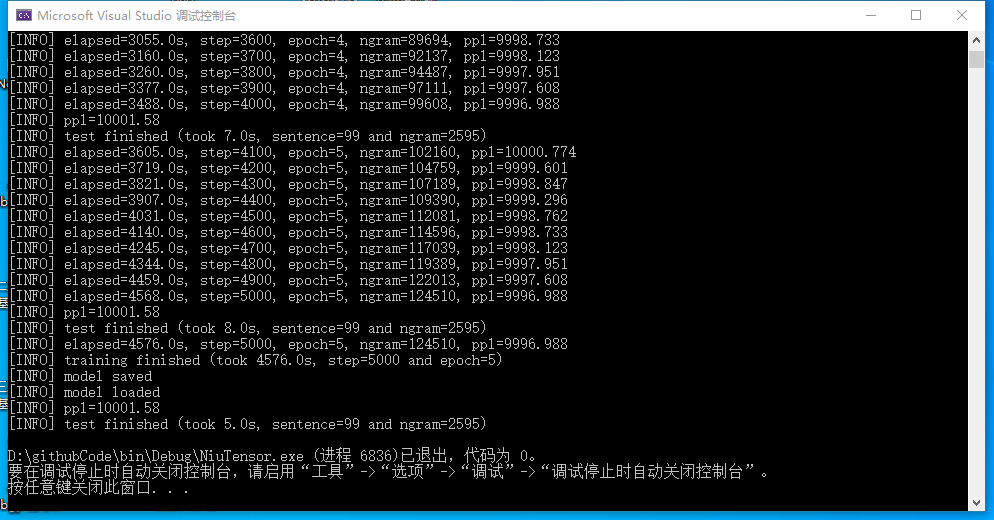 Microsoft Visual Studio 调试控制台
[INFO] elapsed=3055.0s, step=3600, epoch=4, ngram=89694, ppl=9998.733
[INFO] elapsed=3160.0s, step=3700, epoch=4, ngram=92137, ppl=9998.123
[INFO] elapsed=3260.0s, step=3800, epoch=4, ngram=94487, ppl=9997.951
[INFO] elapsed=3377.0s, step=3900, epoch=4, ngram=97111, ppl=9997.608
[INFO] elapsed=3488.0s, step=4000, epoch=4, ngram=99608, ppl=9996.988
[INFO] ppl=10001.58
[INFO] test finished (took 7.0s, sentence=99 and ngram=2595)
[INFO] elapsed=3605.0s, step=4100, epoch=5, ngram=102160, ppl=10000.774
[INFO] elapsed=3719.0s, step=4200, epoch=5, ngram=104759, ppl=9999.601
[INFO] elapsed=3821.0s, step=4300, epoch=5, ngram=107189, ppl=9998.847
[INFO] elapsed=3907.0s, step=4400, epoch=5, ngram=109390, ppl=9999.296
[INFO] elapsed=4031.0s, step=4500, epoch=5, ngram=112081, ppl=9998.762
[INFO] elapsed=4140.0s, step=4600, epoch=5, ngram=114596, ppl=9998.733
[INFO] elapsed=4245.0s, step=4700, epoch=5, ngram=117039, ppl=9998.123
[INFO] elapsed=4344.0s, step=4800, epoch=5, ngram=119389, ppl=9997.951
[INFO] elapsed=4459.0s, step=4900, epoch=5, ngram=122013, ppl=9997.608
[INFO] elapsed=4568.0s, step=5000, epoch=5, ngram=124510, ppl=9996.988
[INFO] ppl=10001.58
[INFO] test finished (took 8.0s, sentence=99 and ngram=2595)
[INFO] elapsed=4576.0s, step=5000, epoch=5, ngram=124510, ppl=9996.988
[INFO] training finished (took 4576.0s, step=5000 and epoch=5)
[INFO] model saved
[INFO] model loaded
[INFO] ppl=10001.58
[INFO] test finished (took 5.0s, sentence=99 and ngram=2595)
D:\githubCode\bin\Debug\NiuTensor.exe (进程 6836)已退出，代码为 0。
要在调试停止时自动关闭控制台，请启用“工具”->“选项”->“调试”->“调试停止时自动关闭控制台”。
按任意键关闭此窗口. . .